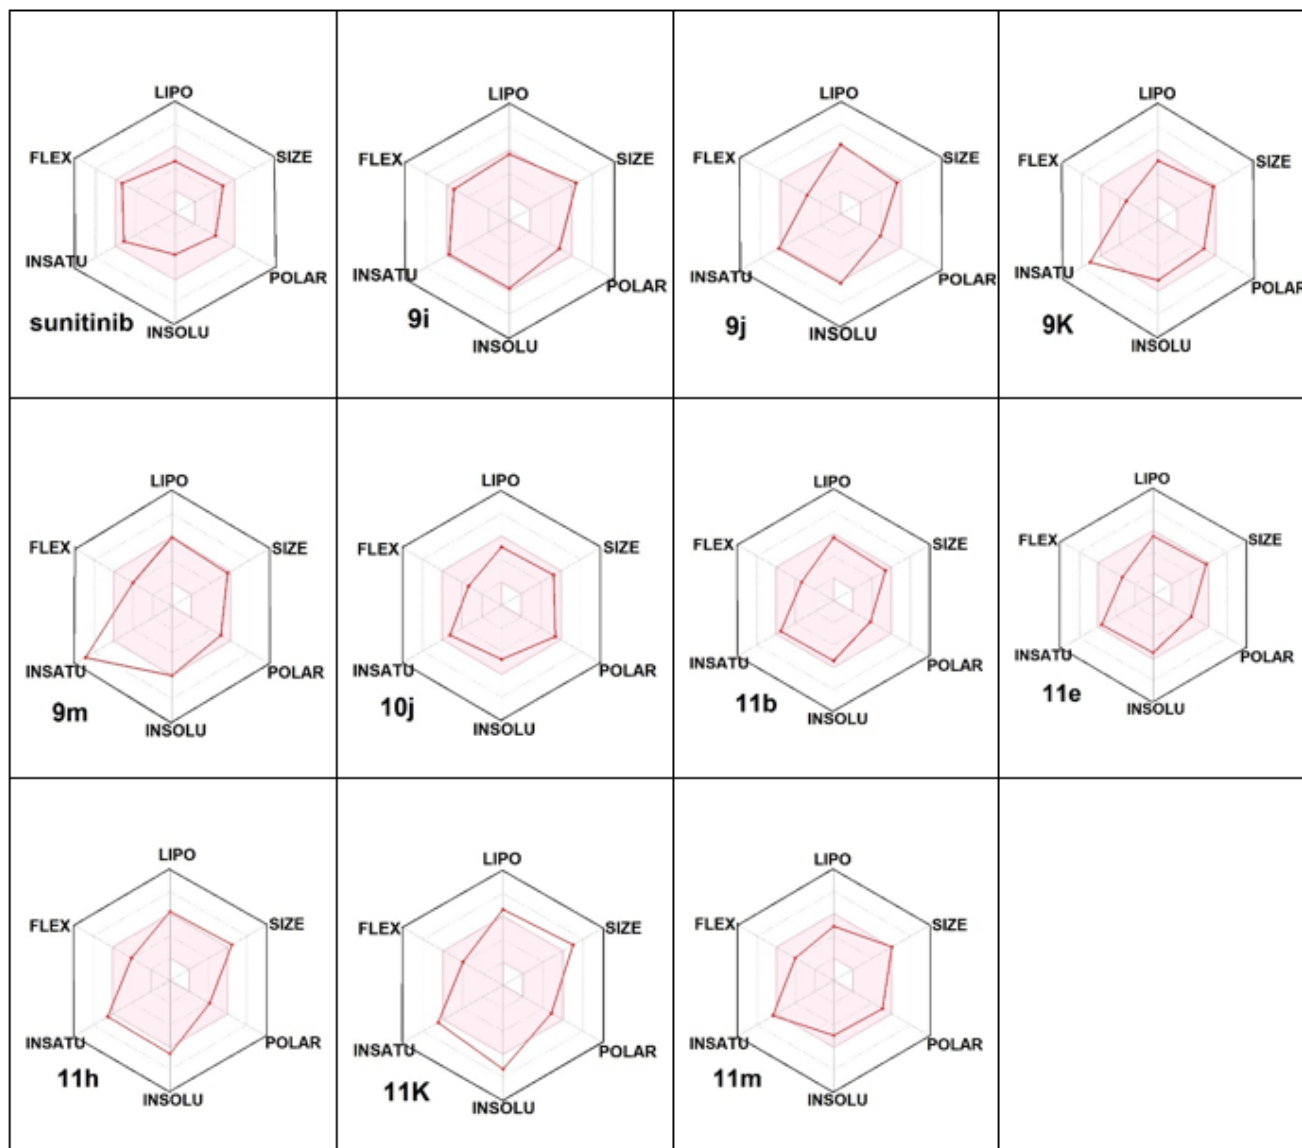 LIPO
FLEX SIZE
INSATU POLAR
INSOLU
sunitinib
LIPO
FLEX SIZE
INSATU POLAR
INSOLU
9i
LIPO
FLEX SIZE
INSATU POLAR
INSOLU
9j
LIPO
FLEX SIZE
INSATU POLAR
INSOLU
9K
LIPO
FLEX SIZE
INSATU POLAR
INSOLU
9m
LIPO
FLEX SIZE
INSATU POLAR
INSOLU
10j
LIPO
FLEX SIZE
INSATU POLAR
INSOLU
11b
LIPO
FLEX SIZE
INSATU POLAR
INSOLU
11e
LIPO
FLEX SIZE
INSATU POLAR
INSOLU
11h
LIPO
FLEX SIZE
INSATU POLAR
INSOLU
11K
LIPO
FLEX SIZE
INSATU POLAR
INSOLU
11m